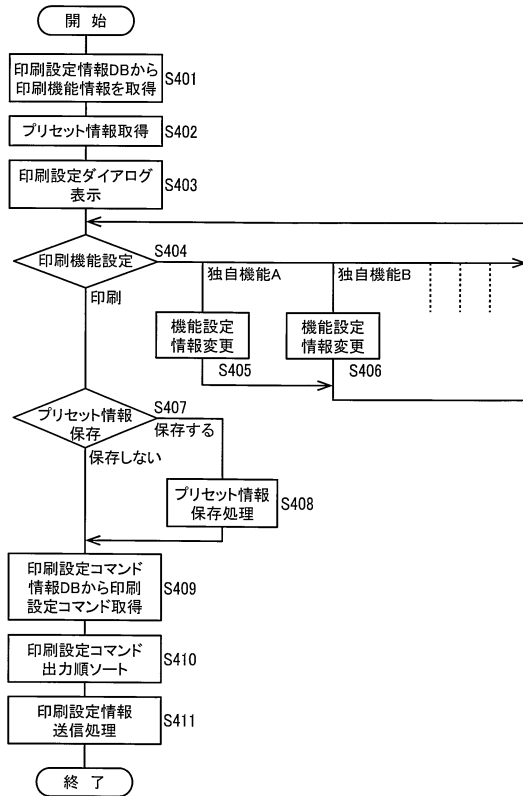 開 始
印刷設定情報DBから
印刷機能情報を取得
S401
プリセット情報取得
S402
印刷設定ダイアログ
表示
S403
印刷機能設定
S404
独自機能A
独自機能B
印刷
機能設定
情報変更
S405
機能設定
情報変更
S406
プリセット情報
保存
S407
保存する
保存しない
プリセット情報
保存処理
S408
印刷設定コマンド
情報DBから印刷
設定コマンド取得
S409
印刷設定コマンド
出力順ソート
S410
印刷設定情報
送信処理
S411
終 了